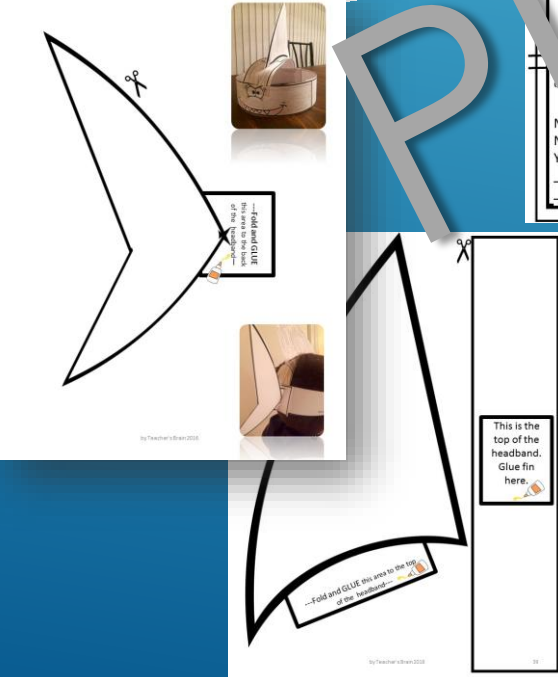 ---Fold and GLUE
this area to the back
of the headband---
by Teacher's Brain 2018
P
This is the
top of the
headband.
Glue fin
here.
---Fold and GLUE this area to the top
of the headband---
by Teacher's Brain 2018